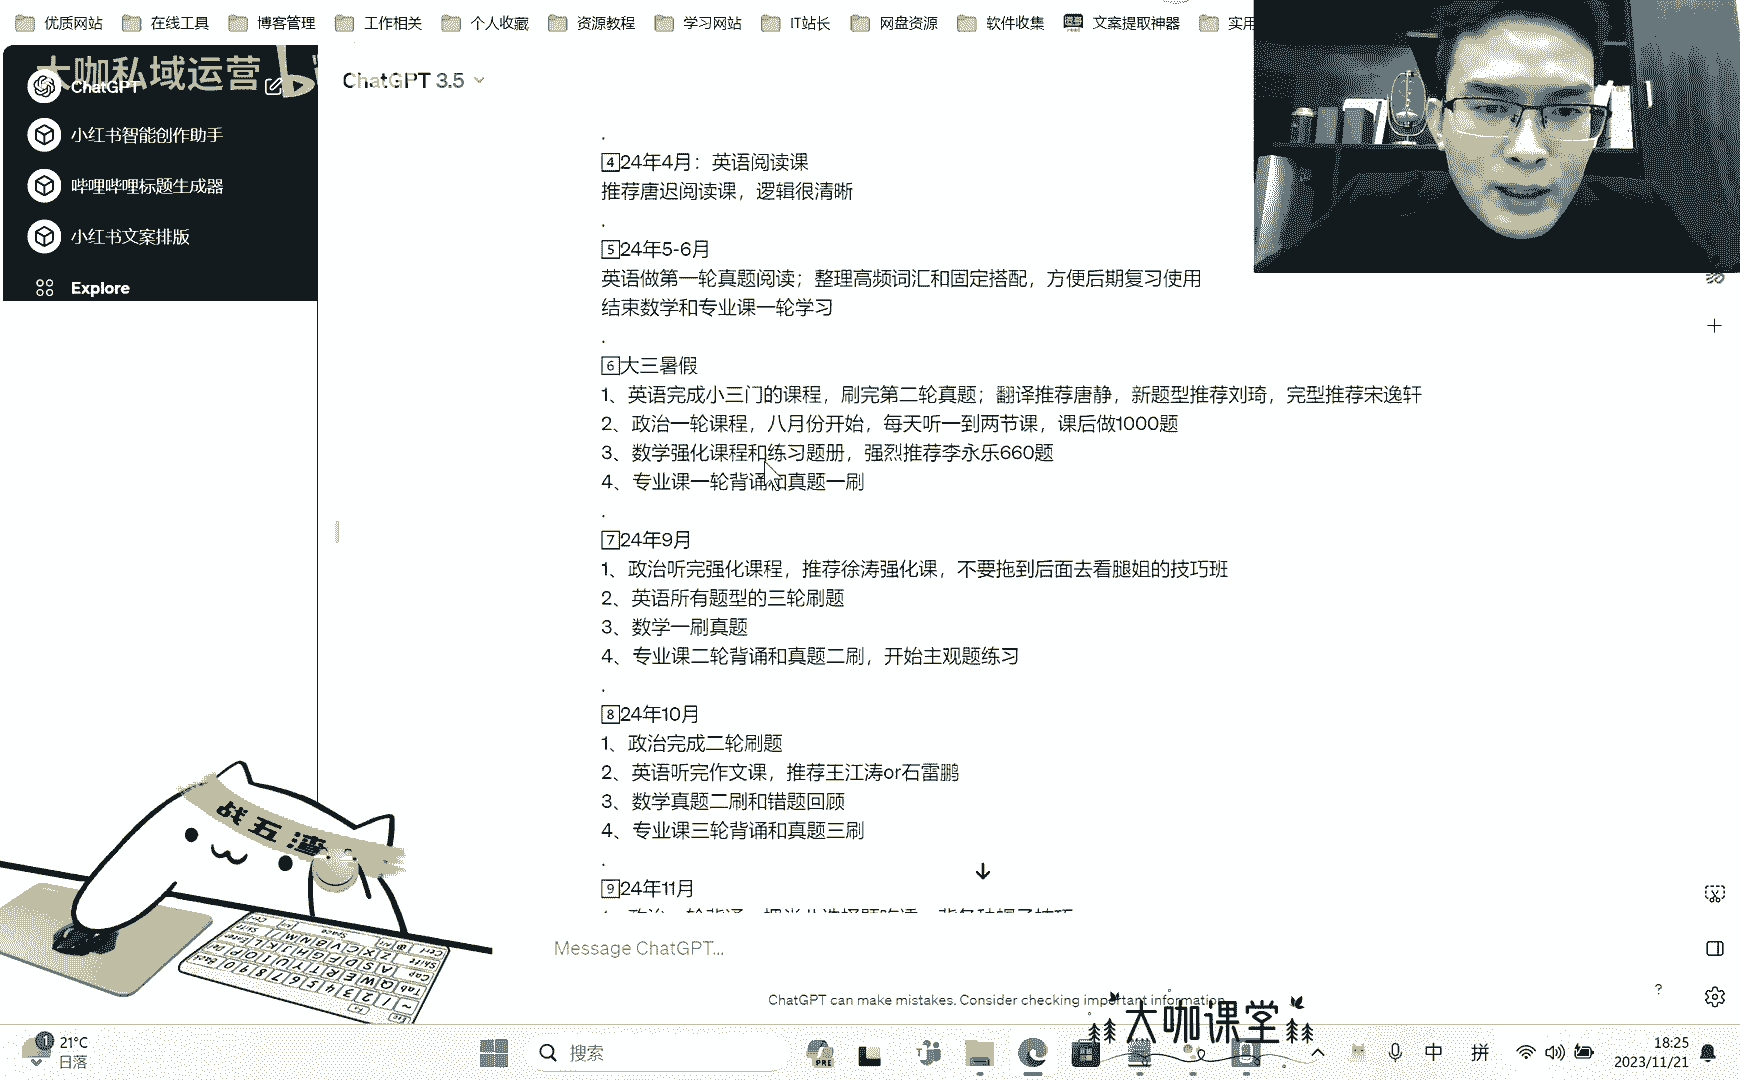 优质网站 在线工具 博客管理 工作相关 个人收藏 资源教程 学习网站 IT站长 网盘资源 软件收集 文案提取神器 实用
大咖私域运营
ChatGPT
小红书智能创作助手
哔哩哔哩标题生成器
小红书文案排版
Explore
ChatGPT 3.5
.
4 24年4月：英语阅读课
推荐唐迟阅读课，逻辑很清晰
.
5 24年5-6月
英语做第一轮真题阅读；整理高频词汇和固定搭配，方便后期复习使用
结束数学和专业课一轮学习
.
6 大三暑假
1、英语完成小三门的课程，刷完第二轮真题；翻译推荐唐静，新题型推荐刘琦，完型推荐宋逸轩
2、政治一轮课程，八月份开始，每天听一到两节课，课后做1000题
3、数学强化课程和练习题册，强烈推荐李永乐660题
4、专业课一轮背诵和真题一刷
.
7 24年9月
1、政治听完强化课程，推荐徐涛强化课，不要拖到后面去看腿姐的技巧班
2、英语所有题型的三轮刷题
3、数学一刷真题
4、专业课二轮背诵和真题二刷，开始主观题练习
.
8 24年10月
1、政治完成二轮刷题
2、英语听完作文课，推荐王江涛or石雷鹏
3、数学真题二刷和错题回顾
4、专业课三轮背诵和真题三刷
.
9 24年11月
战五渣
Message ChatGPT...
ChatGPT can make mistakes. Consider checking important information.
?
大咖课堂
1
21°C
日落
搜索
PRE
中
拼
18:25
2023/11/21